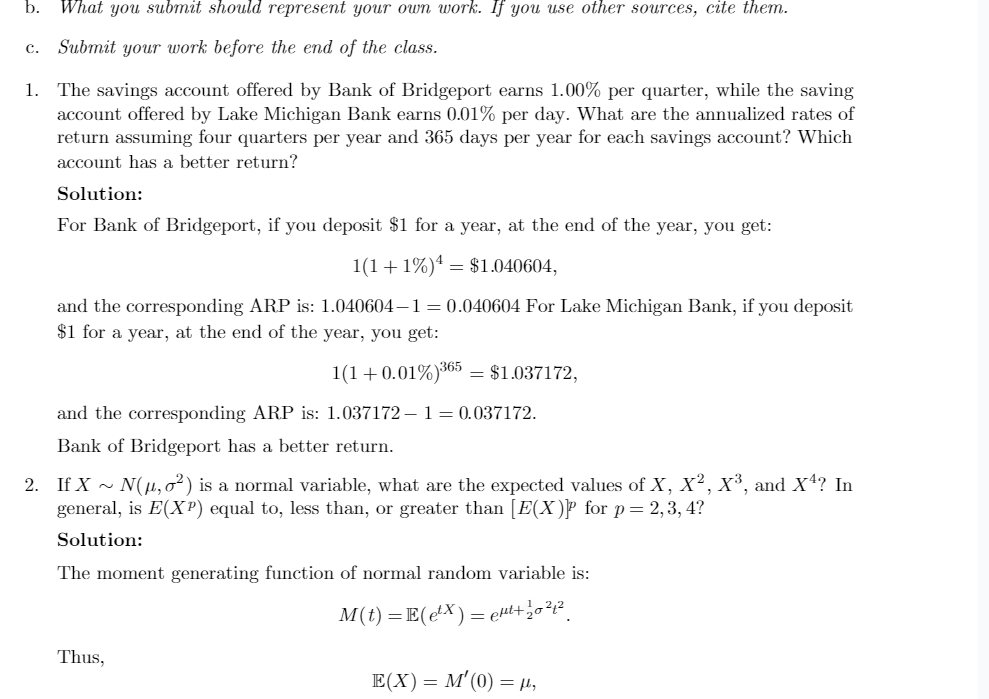 b. What you submit should represent your own work. If you use other sources, cite them.
c. Submit your work before the end of the class.
1. The savings account offered by Bank of Bridgeport earns 1.00% per quarter, while the saving
account offered by Lake Michigan Bank earns 0.01% per day. What are the annualized rates of
return assuming four quarters per year and 365 days per year for each savings account? Which
account has a better return?
Solution:
For Bank of Bridgeport, if you deposit $1 for a year, at the end of the year, you get:
1(1 + 1%)⁴ = $1.040604,
and the corresponding ARP is: 1.040604 − 1 = 0.040604 For Lake Michigan Bank, if you deposit
$1 for a year, at the end of the year, you get:
1(1 + 0.01%)³⁶⁵ = $1.037172,
and the corresponding ARP is: 1.037172 − 1 = 0.037172.
Bank of Bridgeport has a better return.
2. If X ∼ N(μ, σ²) is a normal variable, what are the expected values of X, X², X³, and X⁴? In
general, is E(Xᵖ) equal to, less than, or greater than [E(X)]ᵖ for p = 2, 3, 4?
Solution:
The moment generating function of normal random variable is:
M(t) = 𝔼(e^{tX}) = e^{μt+½σ²t²}.
Thus,
𝔼(X) = M′(0) = μ,